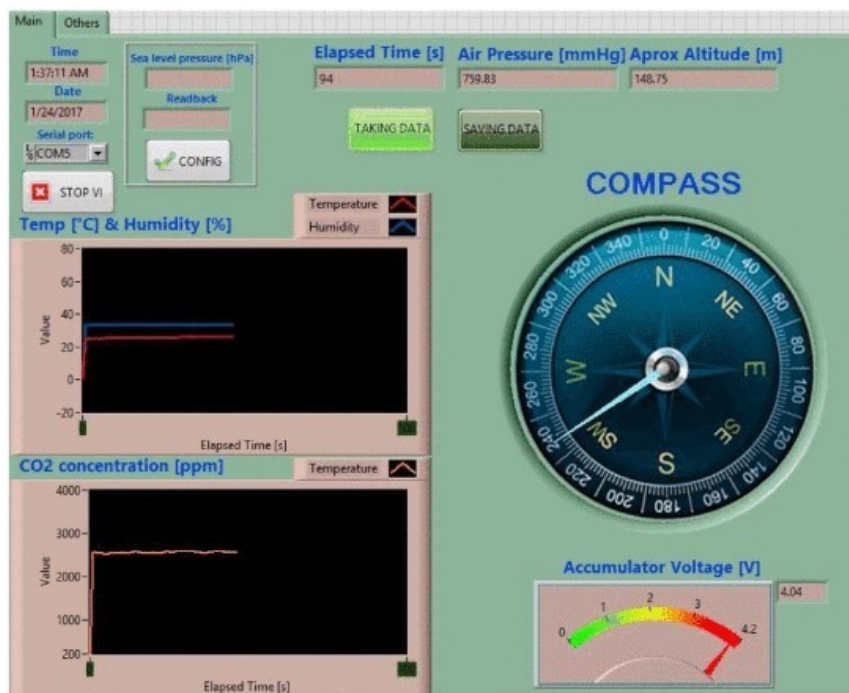 Main Others
Time
1:37:11 AM
Date
1/24/2017
Serial port:
COM5
STOP VI
Sea level pressure [hPa]
Readback
CONFIG
Elapsed Time [s] Air Pressure [mmHg] Aprox Altitude [m]
94 759.83 148.75
TAKING DATA SAVING DATA
Temp [°C] & Humidity [%]
Temperature
Humidity
80
60
40
20
0
-20
Value
0
Elapsed Time [s]
CO2 concentration [ppm]
Temperature
4000
3000
2000
1000
200
Value
0
Elapsed Time [s]
COMPASS
0 20 40 60 80 100 120 140 160 180 200 220 240 260 280 300 320 340
N NE E SE S SW W NW
Accumulator Voltage [V]
0 1 2 3 4.2
4.04